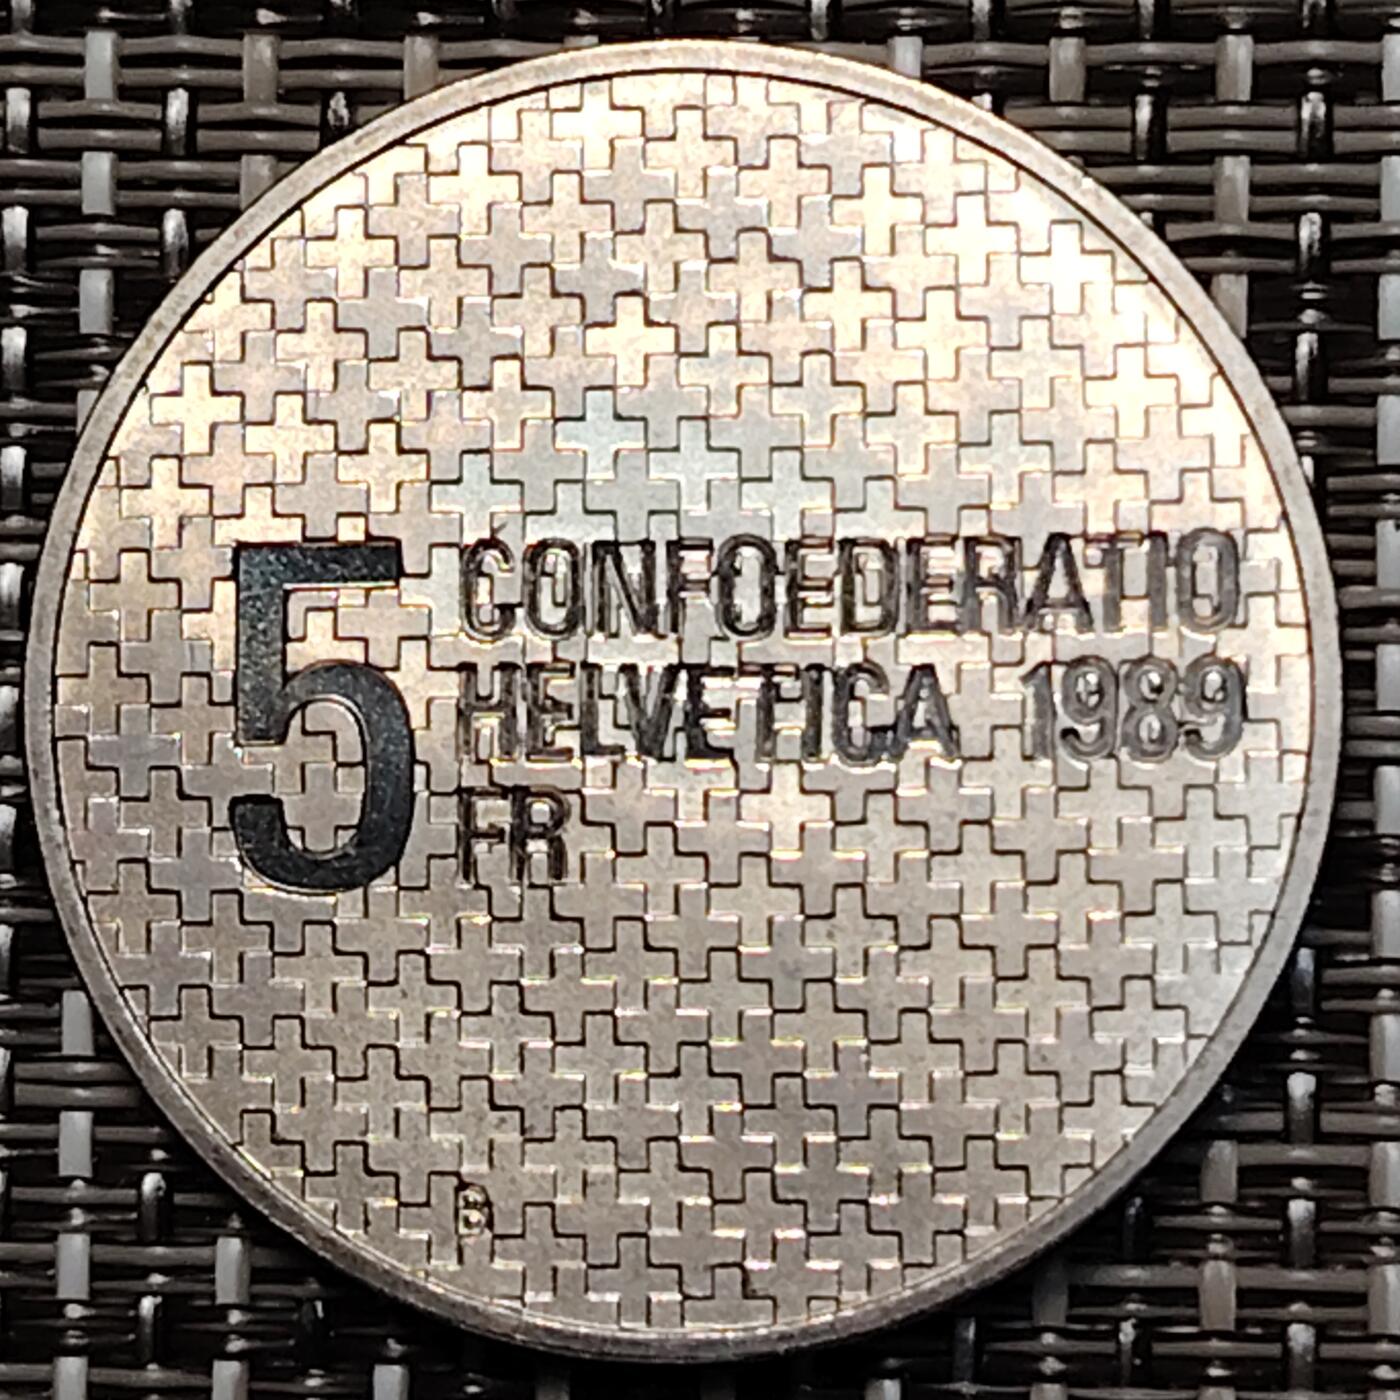 5
CONFOEDERATIO
HELVETICA 1989
FR
B